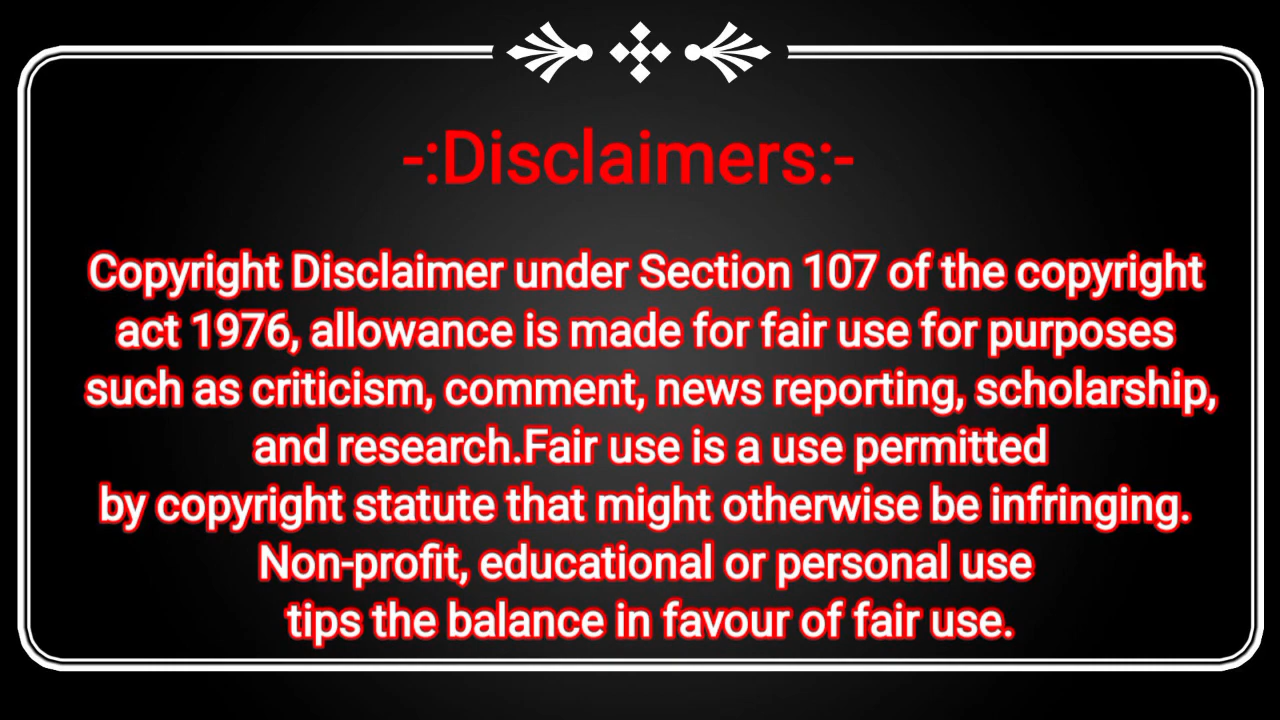 -:Disclaimers:-
Copyright Disclaimer under Section 107 of the copyright
act 1976, allowance is made for fair use for purposes
such as criticism, comment, news reporting, scholarship,
and research.Fair use is a use permitted
by copyright statute that might otherwise be infringing.
Non-profit, educational or personal use
tips the balance in favour of fair use.